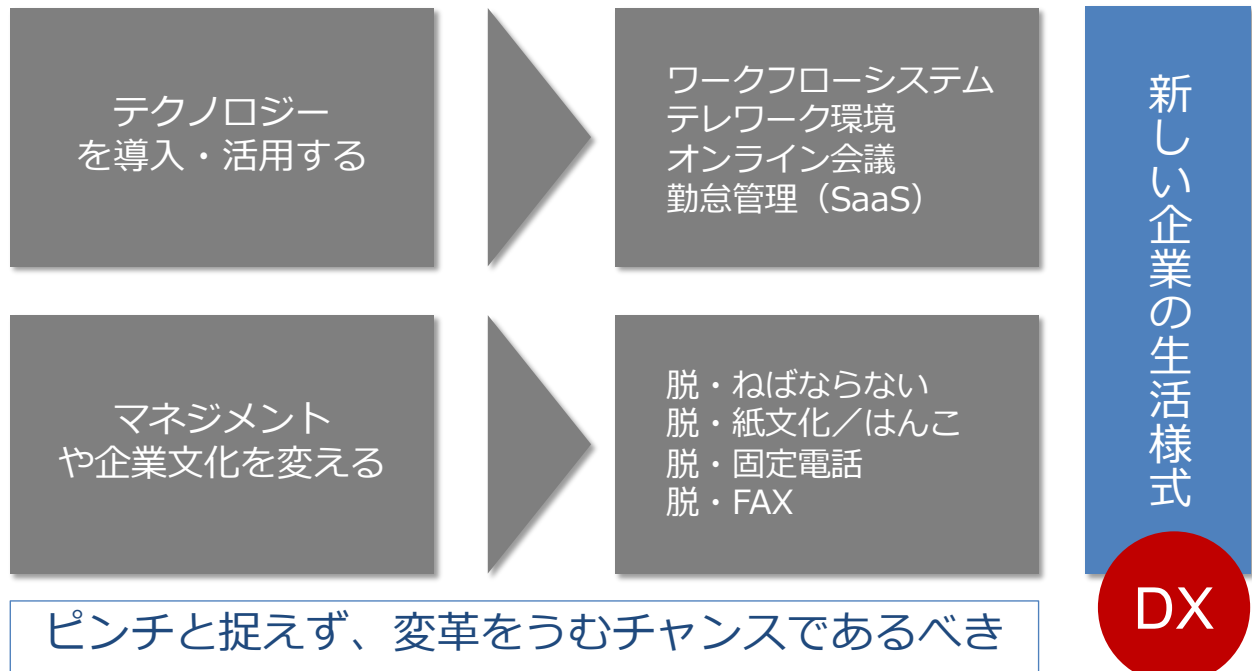 テクノロジー
を導入・活用する
ワークフローシステム
テレワーク環境
オンライン会議
勤怠管理（SaaS）
マネジメント
や企業文化を変える
脱・ねばならない
脱・紙文化／はんこ
脱・固定電話
脱・FAX
新しい企業の生活様式
DX
ピンチと捉えず、変革をうむチャンスであるべき